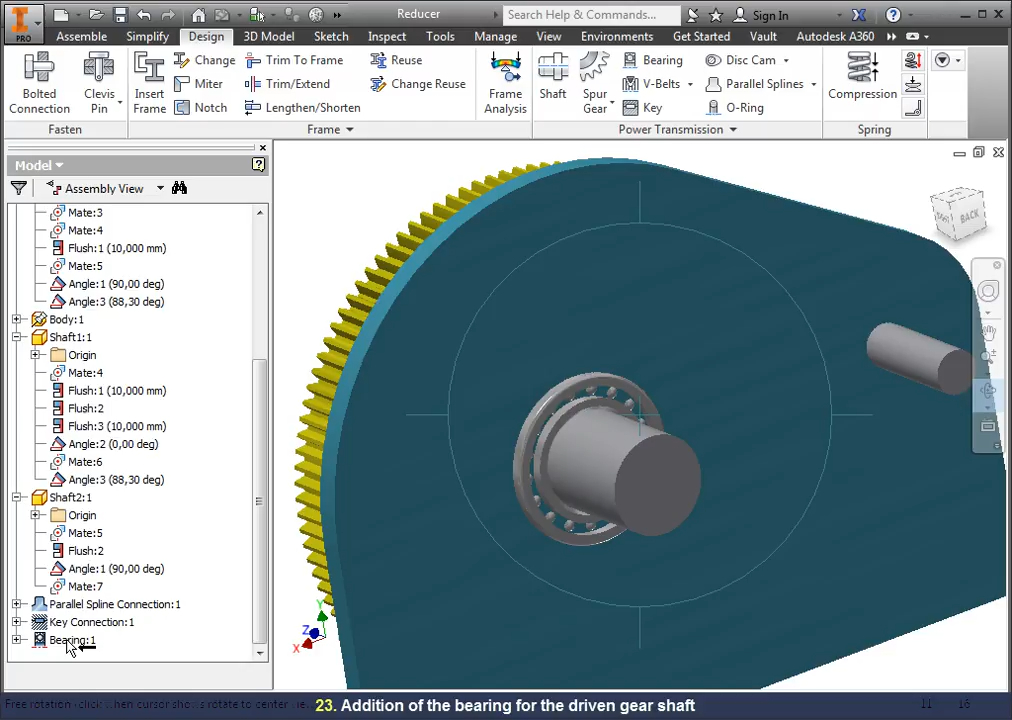 Reducer
Search Help & Commands...
Sign In
PRO
Assemble Simplify Design 3D Model Sketch Inspect Tools Manage View Environments Get Started Vault Autodesk A360
Bolted Connection
Clevis Pin
Insert Frame
Change
Miter
Notch
Trim To Frame
Trim/Extend
Lengthen/Shorten
Reuse
Change Reuse
Frame Analysis
Shaft
Spur Gear
Bearing
V-Belts
Key
Disc Cam
Parallel Splines
O-Ring
Compression
Fasten Frame Power Transmission Spring
Model
Assembly View
Mate:3
Mate:4
Flush:1 (10,000 mm)
Mate:5
Angle:1 (90,00 deg)
Angle:3 (88,30 deg)
Body:1
Shaft1:1
Origin
Mate:4
Flush:1 (10,000 mm)
Flush:2
Flush:3 (10,000 mm)
Angle:2 (0,00 deg)
Mate:6
Angle:3 (88,30 deg)
Shaft2:1
Origin
Mate:5
Flush:2
Angle:1 (90,00 deg)
Mate:7
Parallel Spline Connection:1
Key Connection:1
Bearing:1
BACK
Y
Z
X
23. Addition of the bearing for the driven gear shaft